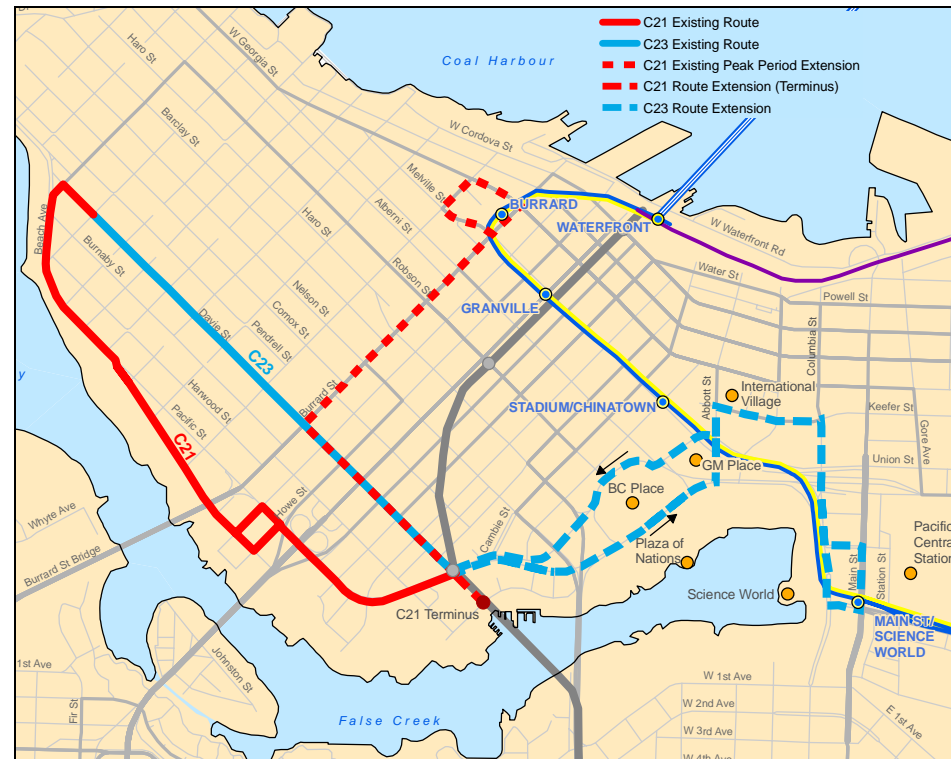 C21 Existing Route
C23 Existing Route
C21 Existing Peak Period Extension
C21 Route Extension (Terminus)
C23 Route Extension
Coal Harbour
Haro St
W Georgia St
Barclay St
W Cordova St
Melville St
Alberni St
BURRARD
WATERFRONT
W Waterfront Rd
Beach Ave
Haro St
Robson St
Water St
Burnaby St
Nelson St
Comox St
Powell St
GRANVILLE
Davie St
Pendrell St
C23
Columbia St
y
Burrard St
International
Village
Abbott St
STADIUM/CHINATOWN
Harwood St
Pacific St
C21
Keefer St
Gore Ave
GM Place
Union St
BC Place
Howe St
Cambie St
Whyte Ave
Plaza of
Nations
Pacific
Central
Station
Burrard St Bridge
Main St
Station St
Science World
C21 Terminus
MAIN ST/
SCIENCE
WORLD
1st Ave
Johnston St
Fir St
W 1st Ave
W 2nd Ave
E 1st Ave
False Creek
W 3rd Ave
W 4th Ave